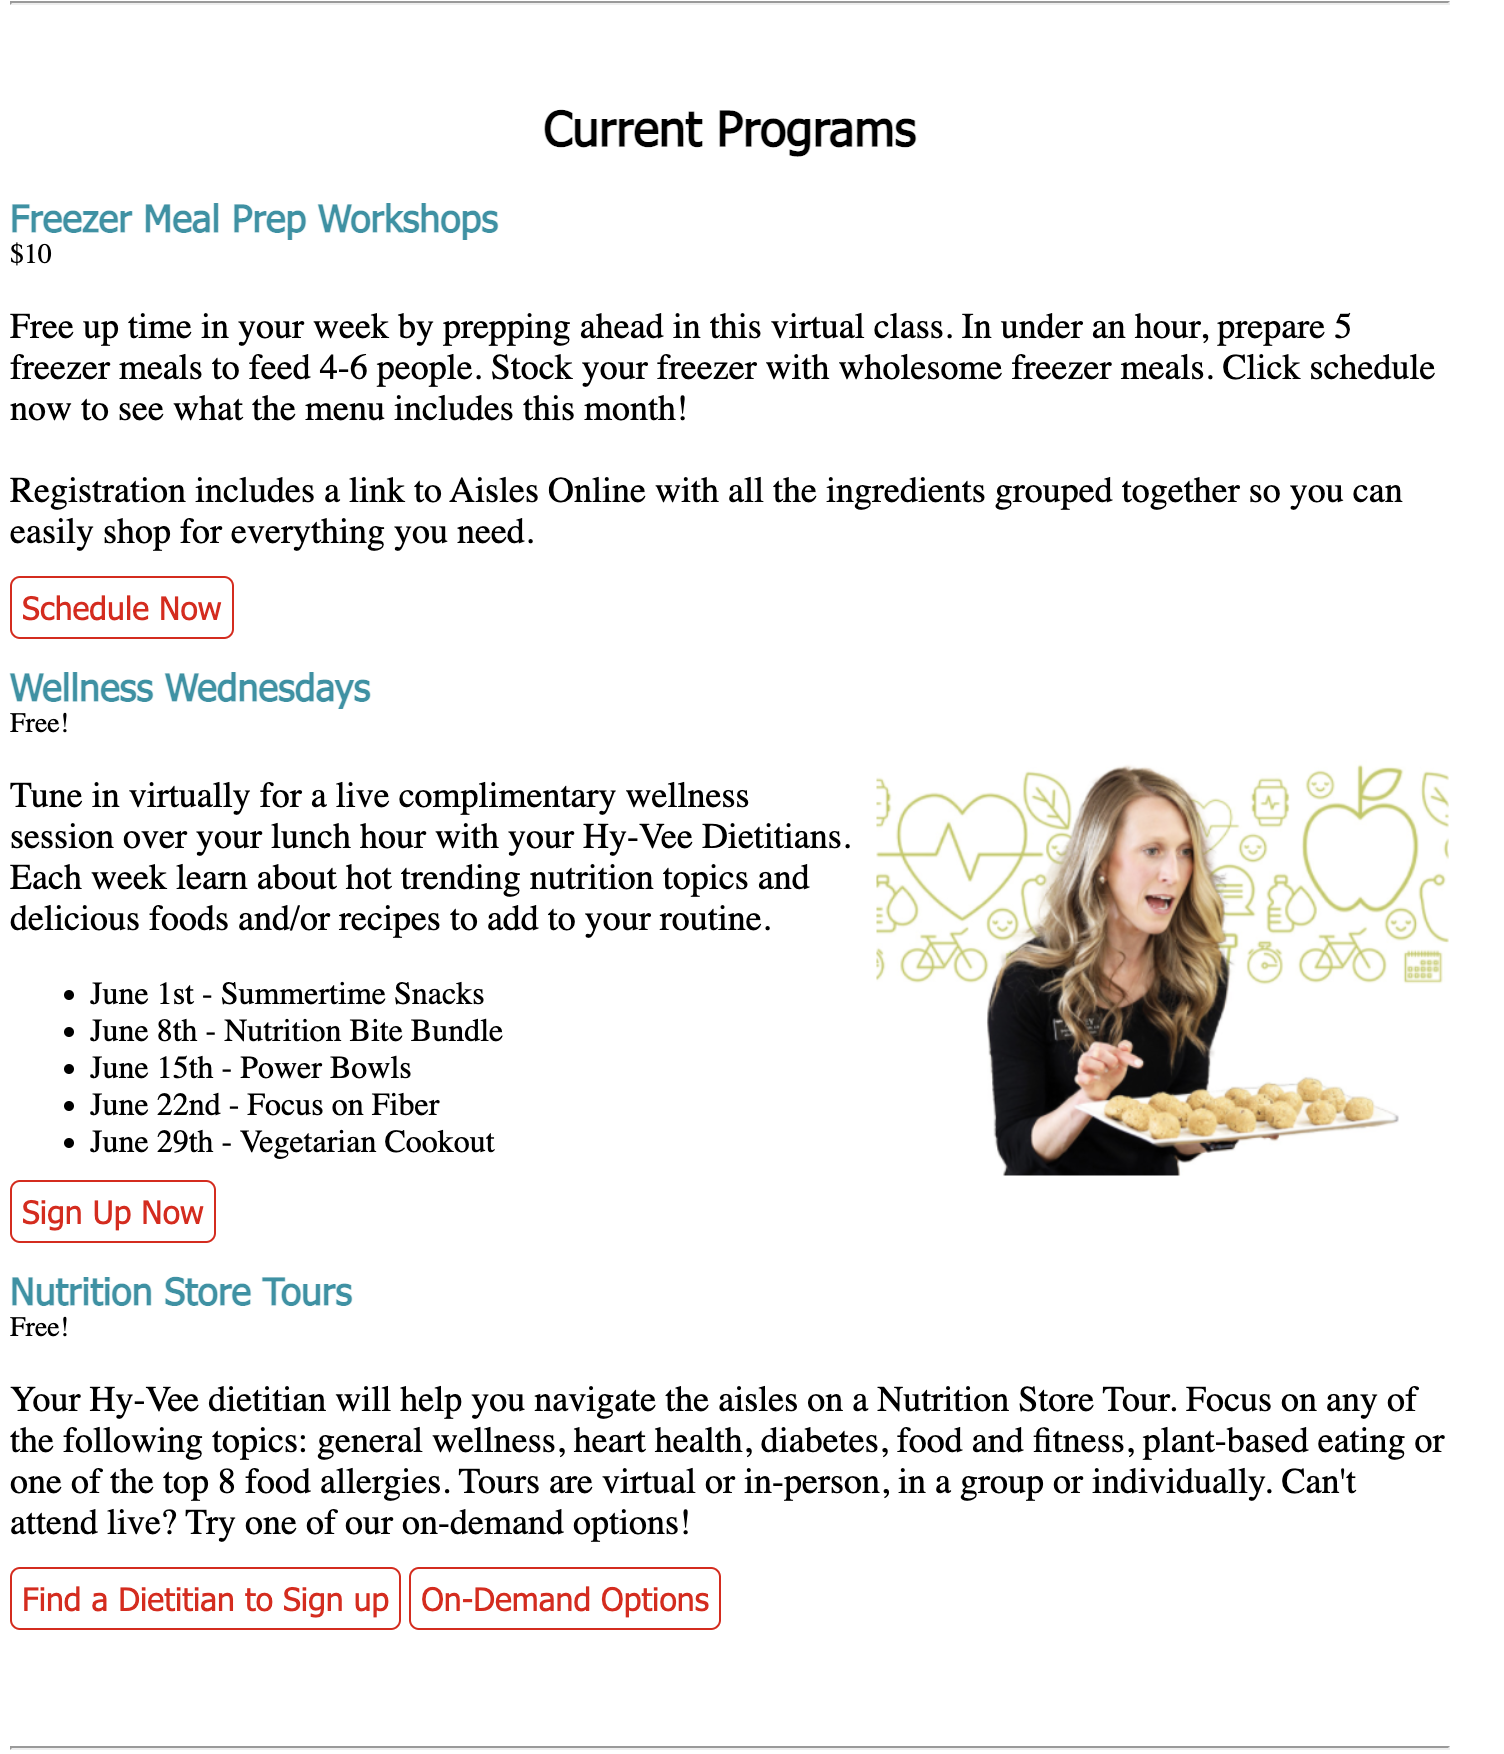 Current Programs
Freezer Meal Prep Workshops
$10
Free up time in your week by prepping ahead in this virtual class. In under an hour, prepare 5
freezer meals to feed 4-6 people. Stock your freezer with wholesome freezer meals. Click schedule
now to see what the menu includes this month!
Registration includes a link to Aisles Online with all the ingredients grouped together so you can
easily shop for everything you need.
Schedule Now
Wellness Wednesdays
Free!
Tune in virtually for a live complimentary wellness
session over your lunch hour with your Hy-Vee Dietitians.
Each week learn about hot trending nutrition topics and
delicious foods and/or recipes to add to your routine.
• June 1st - Summertime Snacks
• June 8th - Nutrition Bite Bundle
• June 15th - Power Bowls
• June 22nd - Focus on Fiber
• June 29th - Vegetarian Cookout
Sign Up Now
Nutrition Store Tours
Free!
Your Hy-Vee dietitian will help you navigate the aisles on a Nutrition Store Tour. Focus on any of
the following topics: general wellness, heart health, diabetes, food and fitness, plant-based eating or
one of the top 8 food allergies. Tours are virtual or in-person, in a group or individually. Can't
attend live? Try one of our on-demand options!
Find a Dietitian to Sign up On-Demand Options